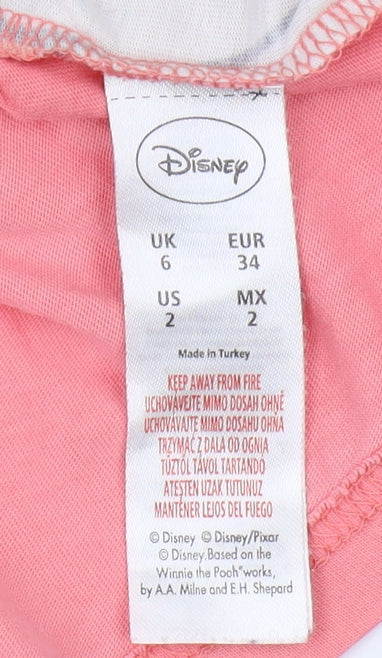 Disney
UK EUR
6 34
US MX
2 2
Made in Turkey
KEEP AWAY FROM FIRE
UCHOVÁVEJTE MIMO DOSAH OHNĚ
UCHOVÁVAJTE MIMO DOSAHU OHŇA
TRZYMAĆ Z DALA OD OGNIA
TŰZTŐL TÁVOL TARTANDÓ
ATEŞTEN UZAK TUTUNUZ
MANTENER LEJOS DEL FUEGO
© Disney © Disney/Pixar
© Disney. Based on the
"Winnie the Pooh" works,
by A.A. Milne and E.H. Shepard